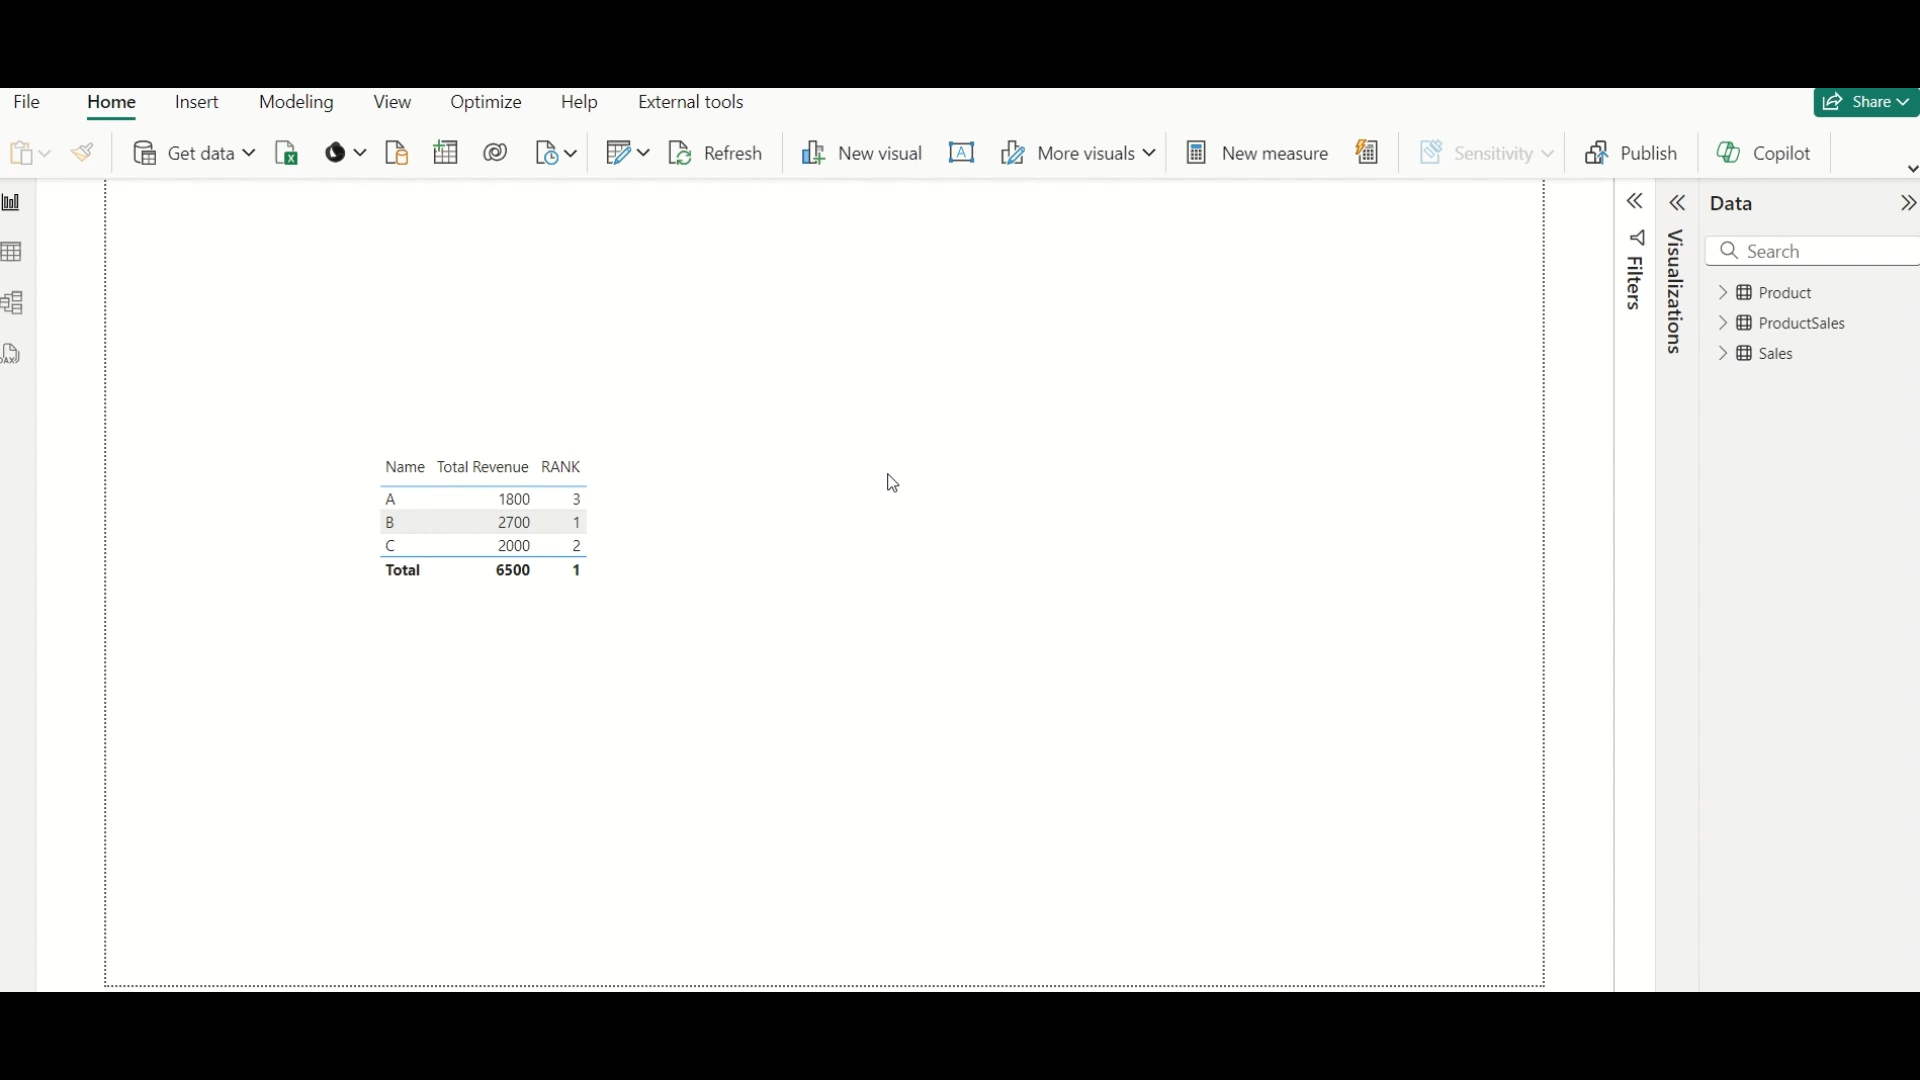 File Home Insert Modeling View Optimize Help External tools Share
Get data Refresh New visual More visuals New measure Sensitivity Publish Copilot
Data
Search
Product
ProductSales
Sales
Filters
Visualizations
Name Total Revenue RANK
A 1800 3
B 2700 1
C 2000 2
Total 6500 1